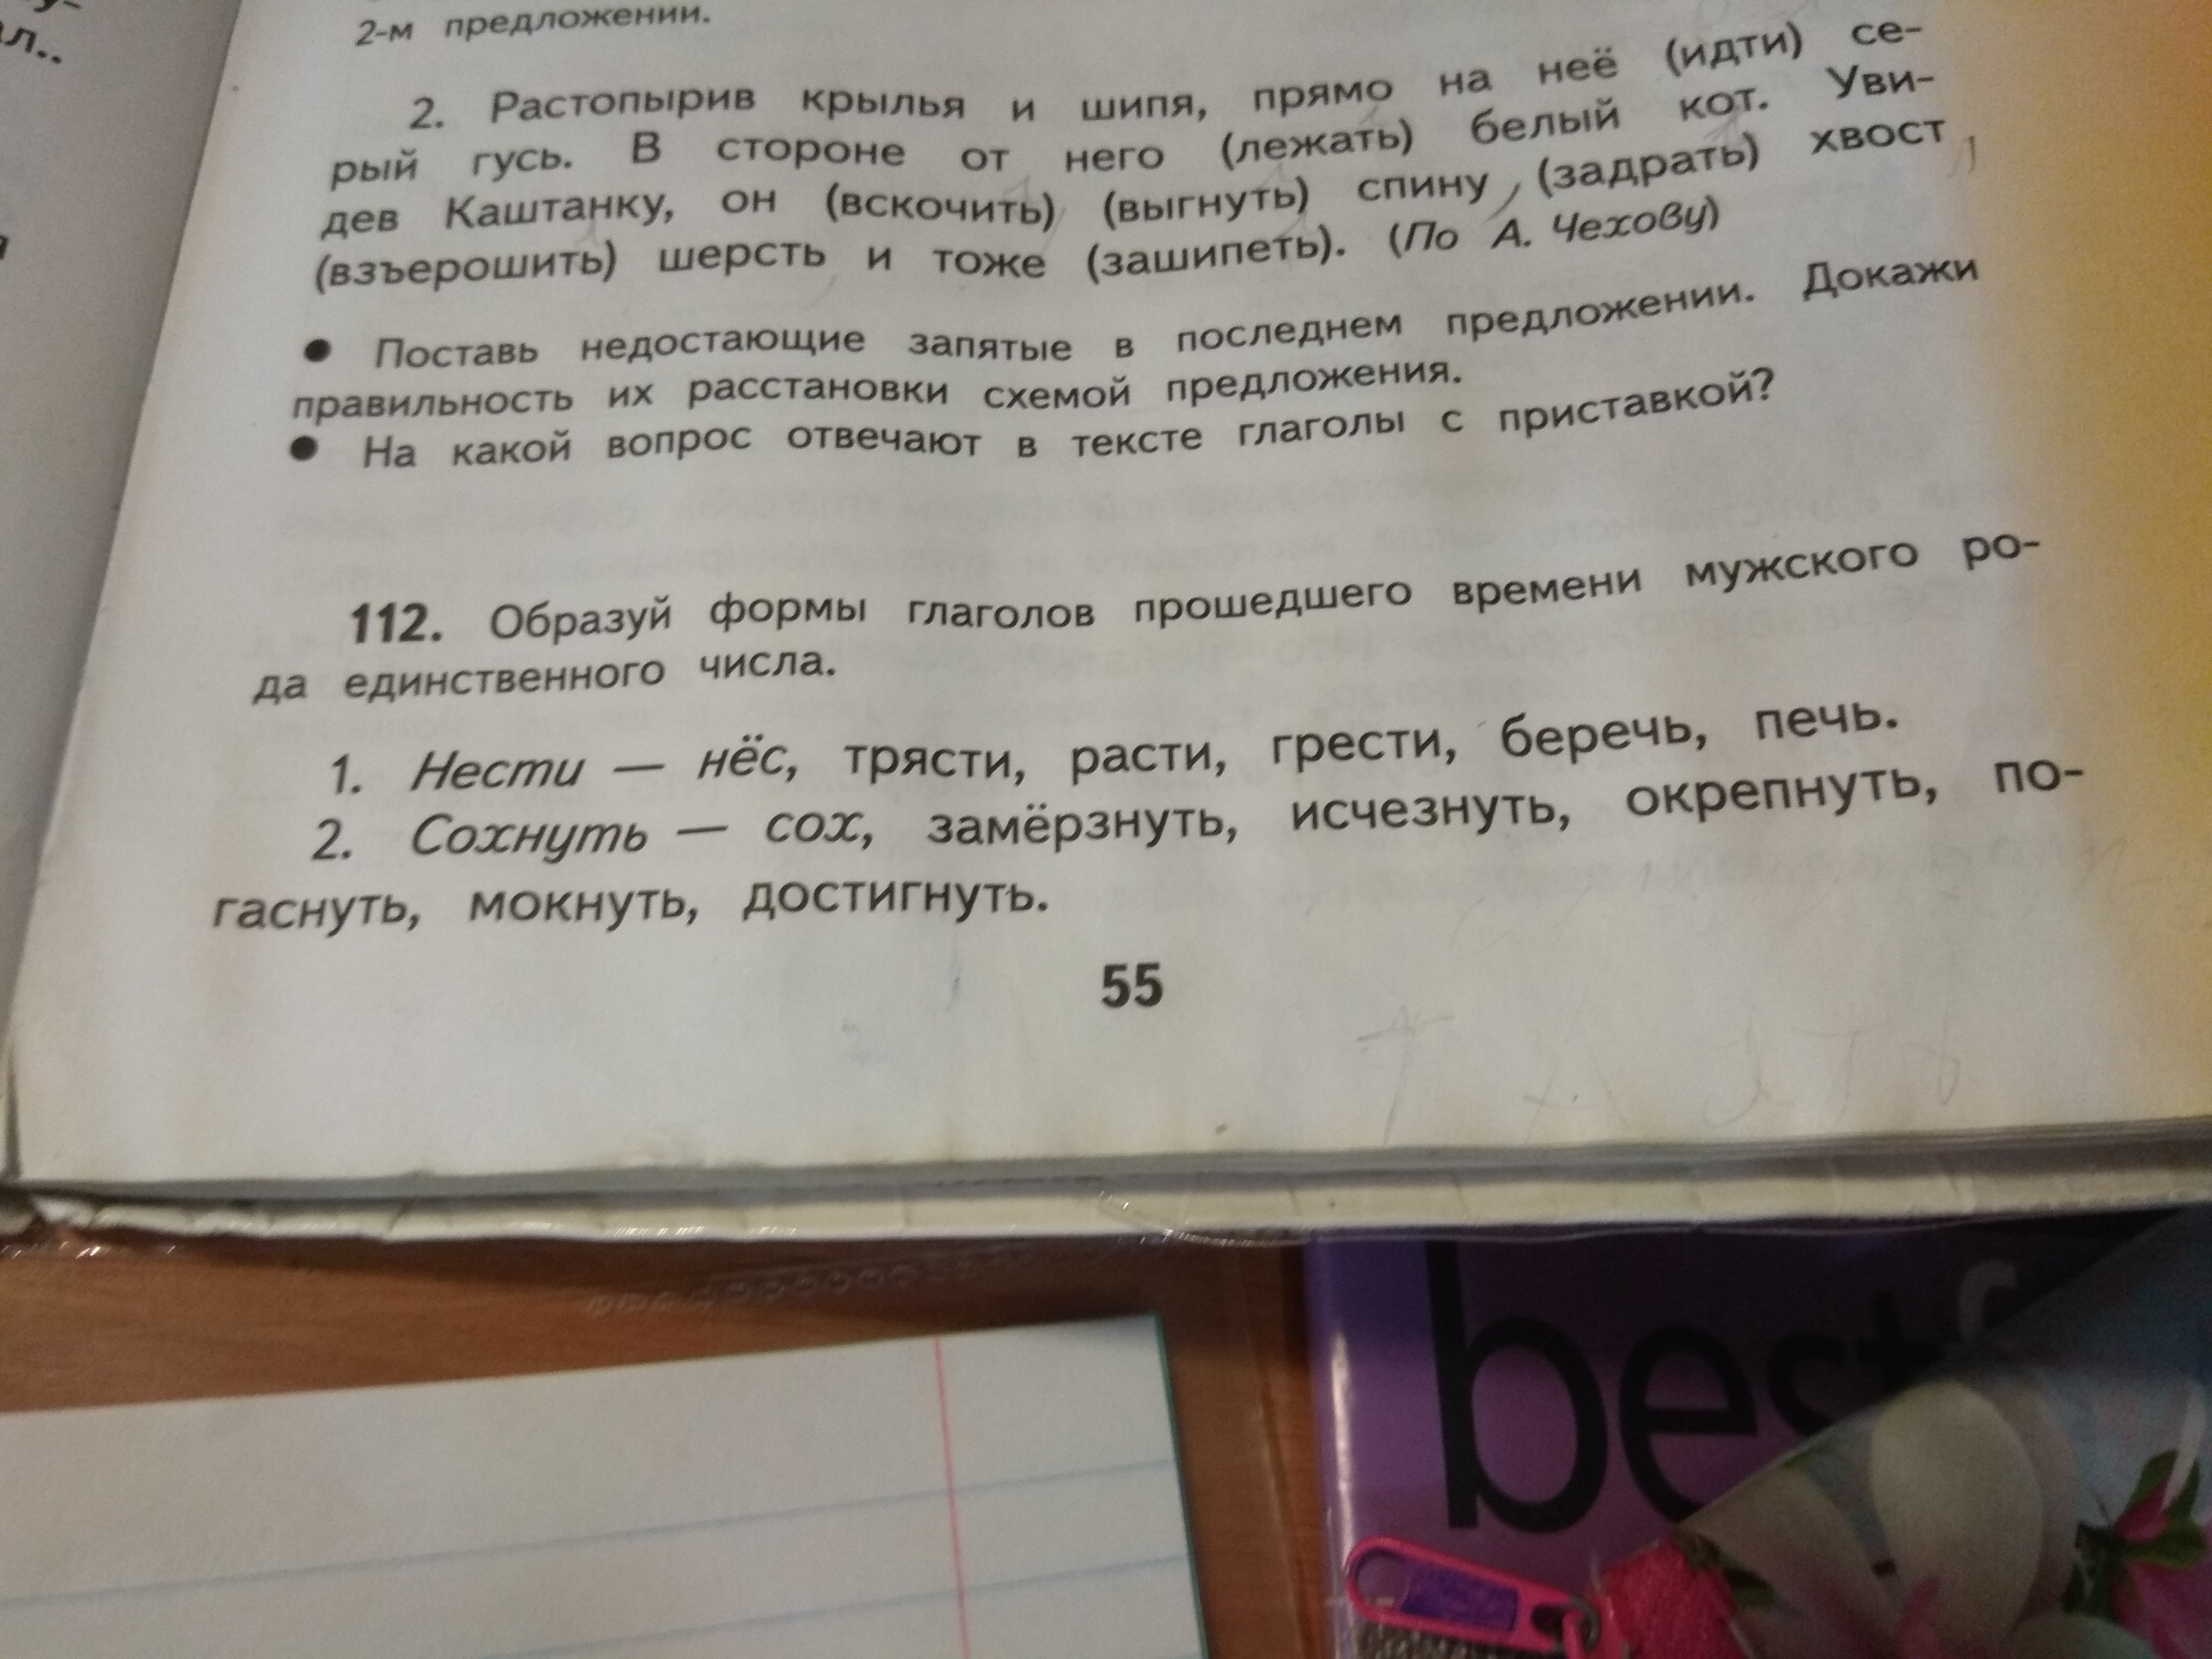 ал..
2-м предложении.
2. Растопырив крылья и шипя, прямо на неё (идти) се-
рый гусь. В стороне от него (лежать) белый кот. Уви-
дев Каштанку, он (вскочить) (выгнуть) спину, (задрать) хвост,
(взъерошить) шерсть и тоже (зашипеть). (По А. Чехову)
● Поставь недостающие запятые в последнем предложении. Докажи
правильность их расстановки схемой предложения.
● На какой вопрос отвечают в тексте глаголы с приставкой?
112. Образуй формы глаголов прошедшего времени мужского ро-
да единственного числа.
1. Нести — нёс, трясти, расти, грести, беречь, печь.
2. Сохнуть — сох, замёрзнуть, исчезнуть, окрепнуть, по-
гаснуть, мокнуть, достигнуть.
55
best